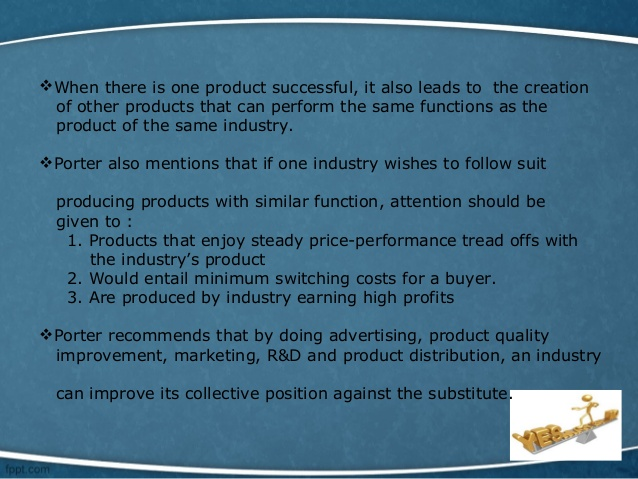 ❖When there is one product successful, it also leads to the creation
of other products that can perform the same functions as the
product of the same industry.
❖Porter also mentions that if one industry wishes to follow suit
producing products with similar function, attention should be
given to :
1. Products that enjoy steady price-performance tread offs with
the industry's product
2. Would entail minimum switching costs for a buyer.
3. Are produced by industry earning high profits
❖Porter recommends that by doing advertising, product quality
improvement, marketing, R&D and product distribution, an industry
can improve its collective position against the substitute.
YES
fppt.com